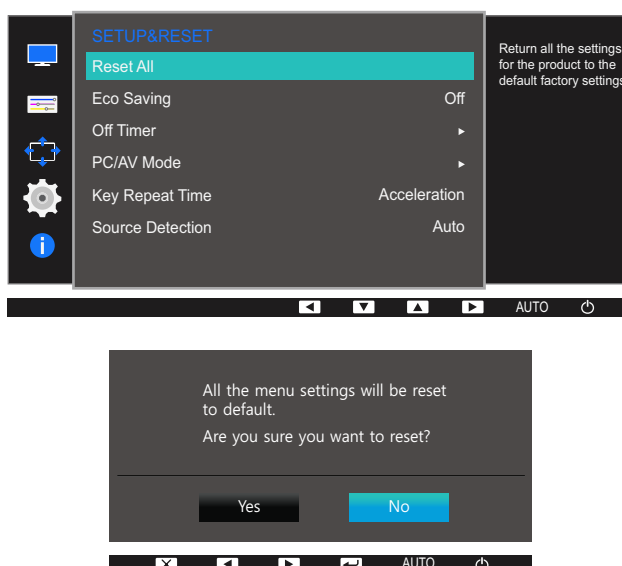 SETUP&RESET
Reset All
Eco Saving Off
Off Timer
PC/AV Mode
Key Repeat Time Acceleration
Source Detection Auto
Return all the settings
for the product to the
default factory settings
AUTO
All the menu settings will be reset
to default.
Are you sure you want to reset?
Yes No
AUTO